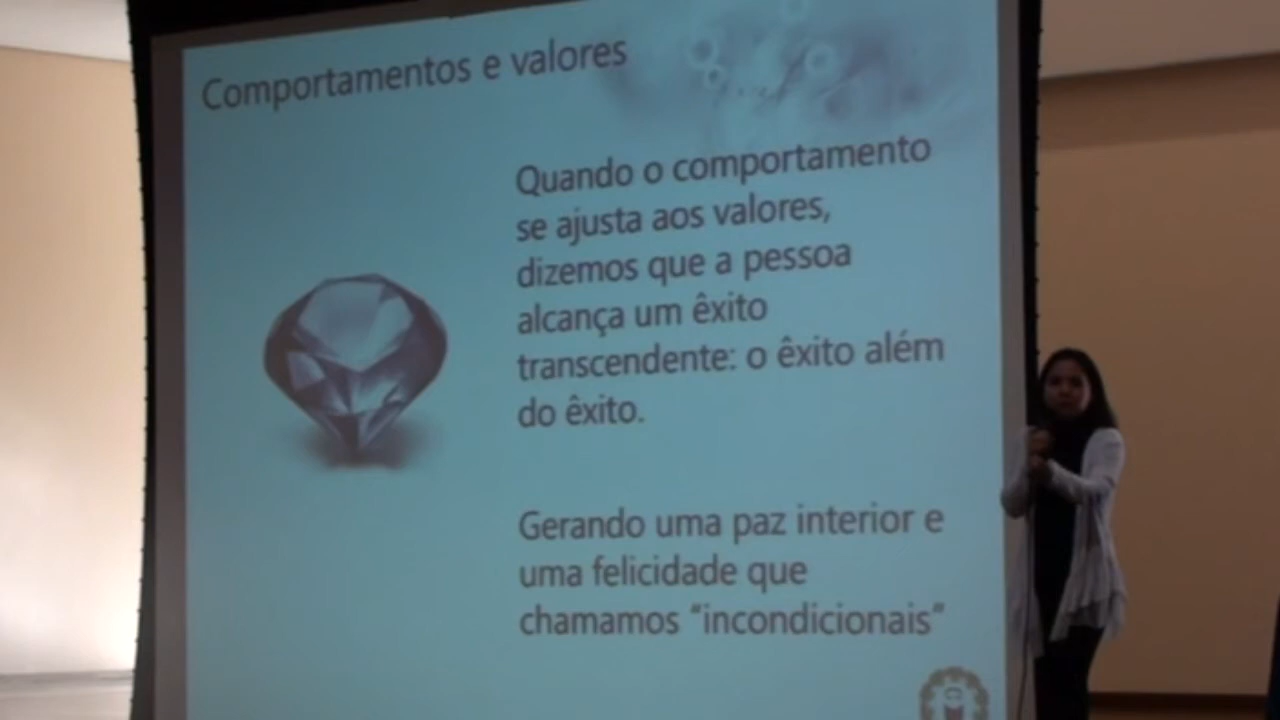 Comportamentos e valores
Quando o comportamento
se ajusta aos valores,
dizemos que a pessoa
alcança um êxito
transcendente: o êxito além
do êxito.
Gerando uma paz interior e
uma felicidade que
chamamos “incondicionais”